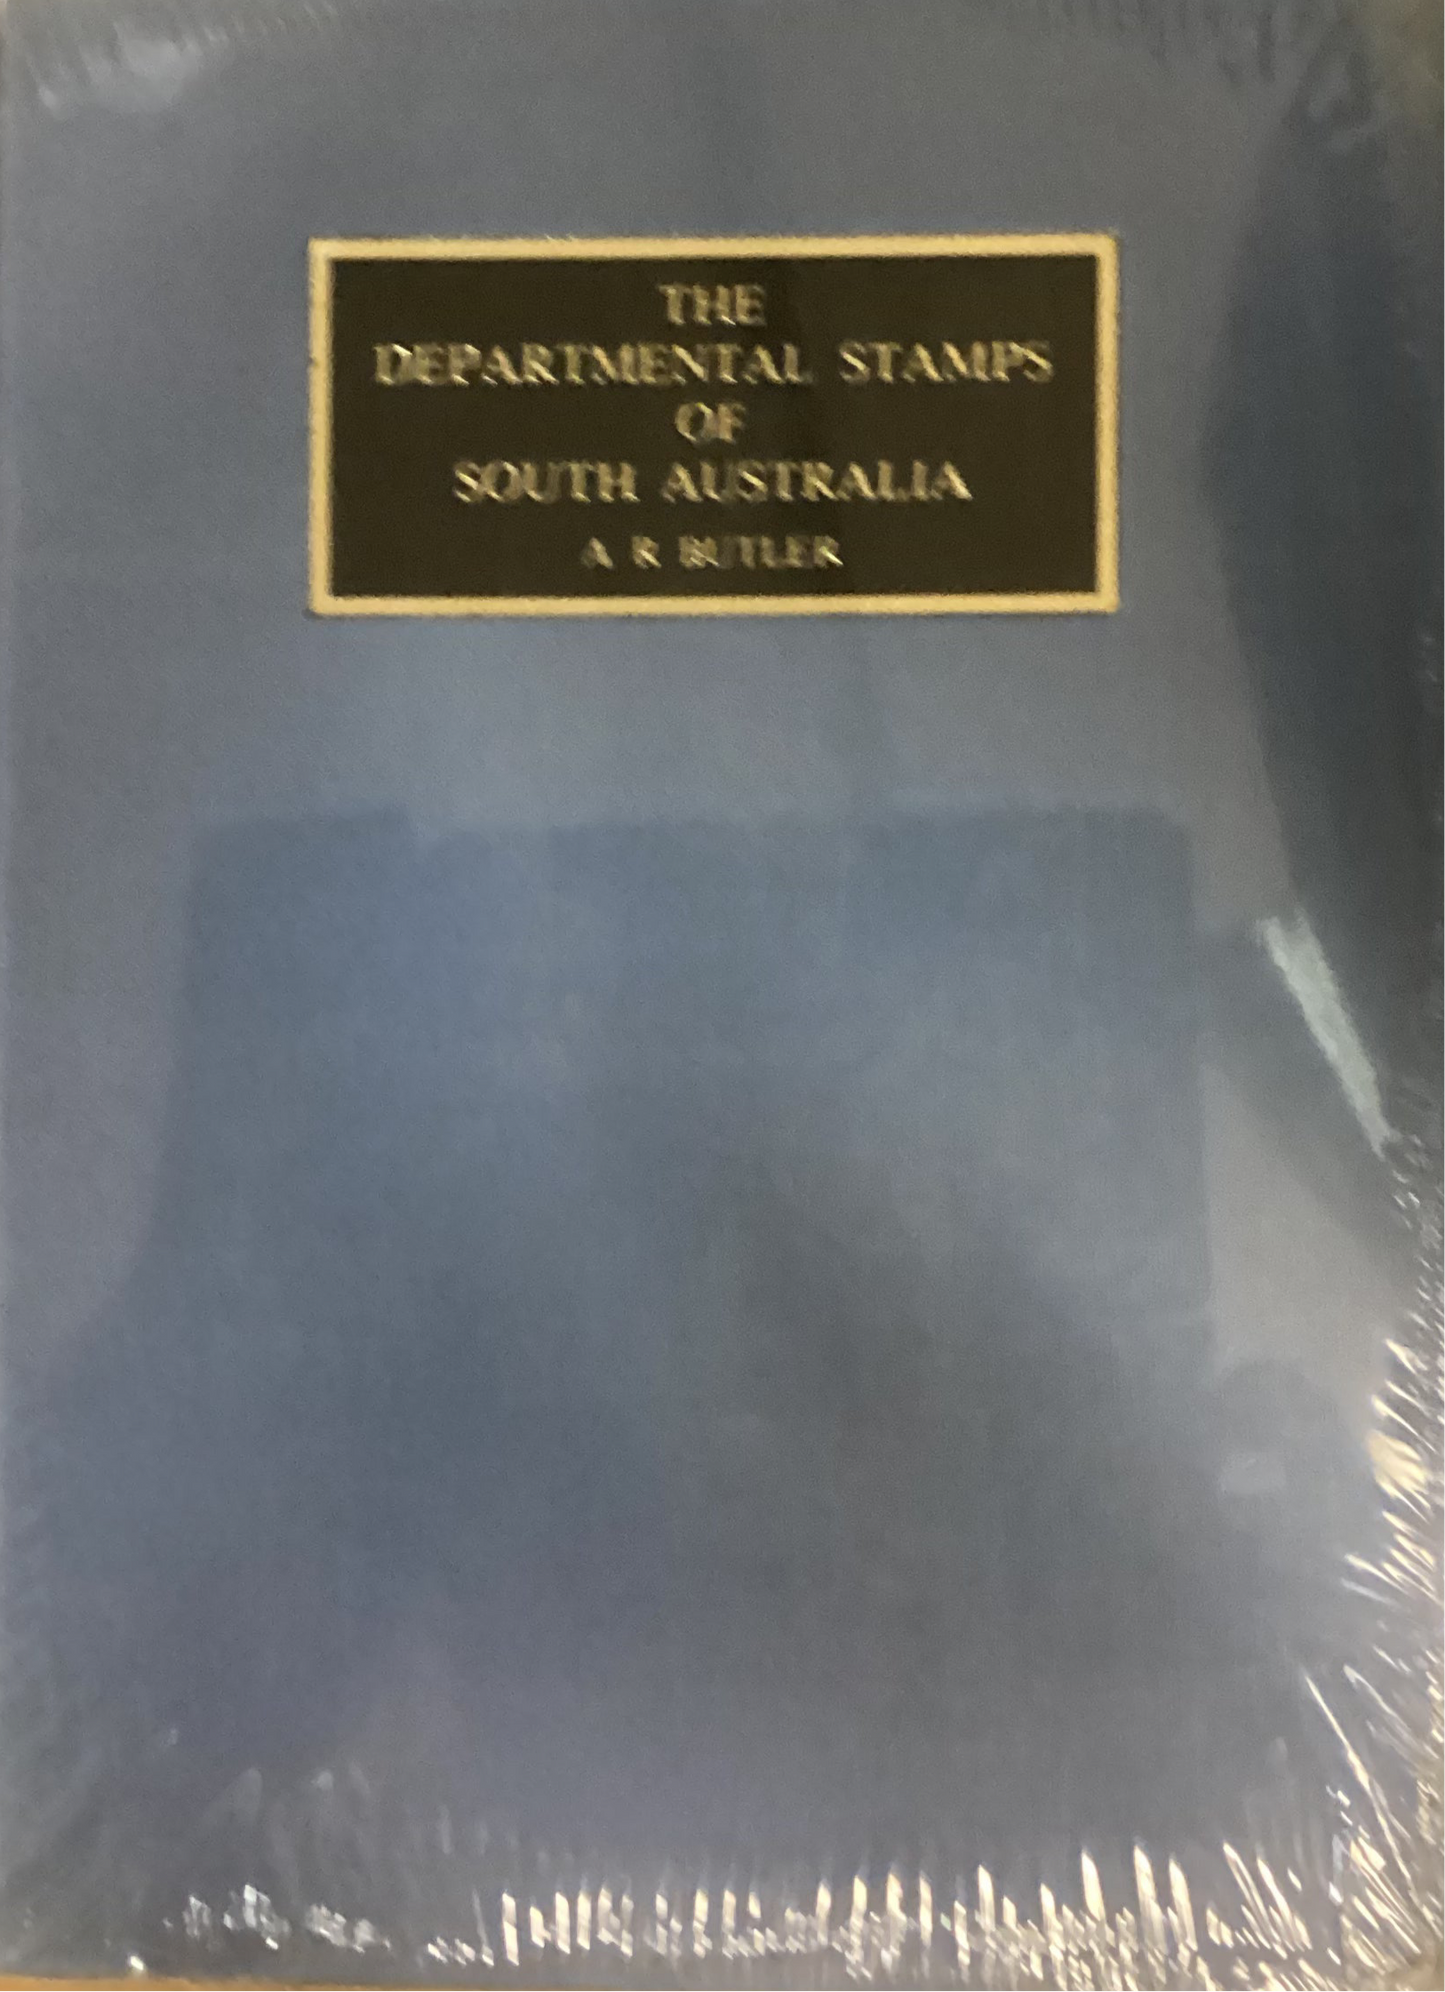 THE
DEPARTMENTAL STAMPS
OF
SOUTH AUSTRALIA
A R BUTLER